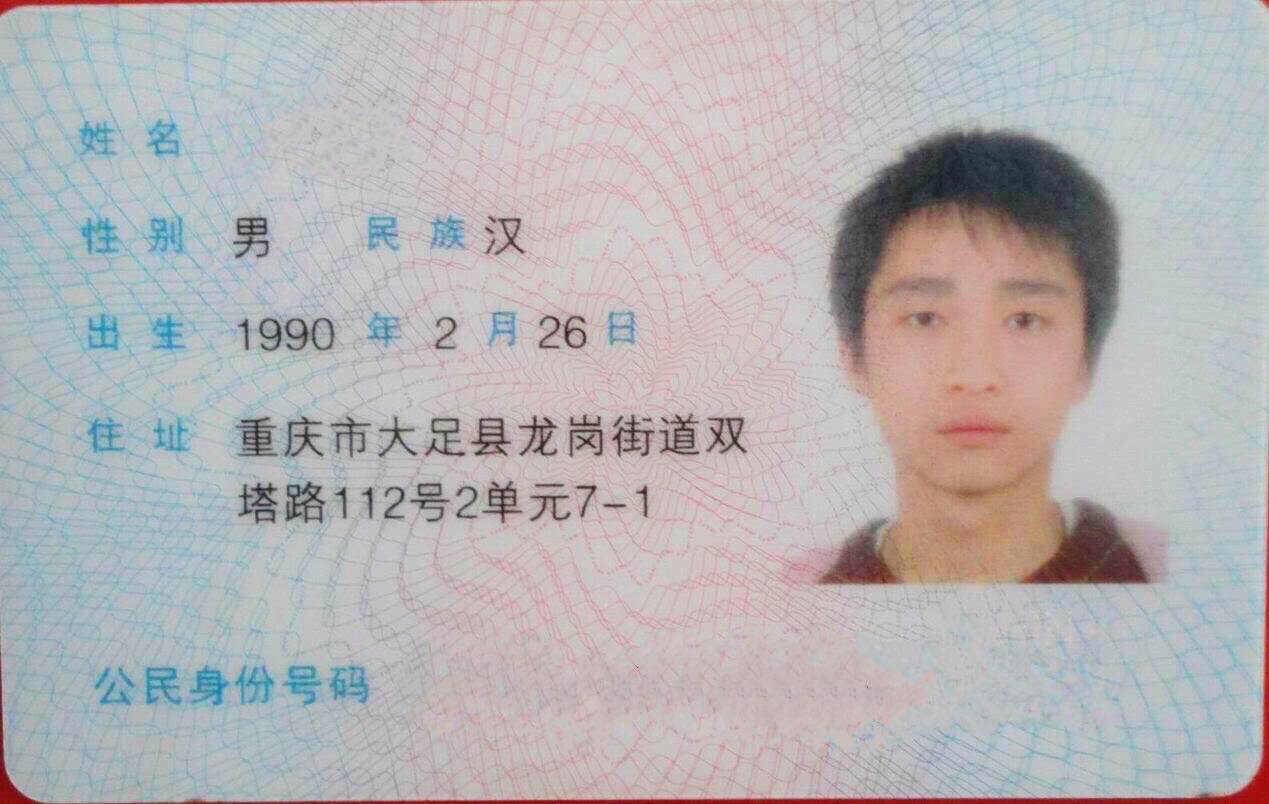 姓名
性别 男 民族 汉
出生 1990 年 2 月 26 日
住址 重庆市大足县龙岗街道双
塔路112号2单元7-1
公民身份号码